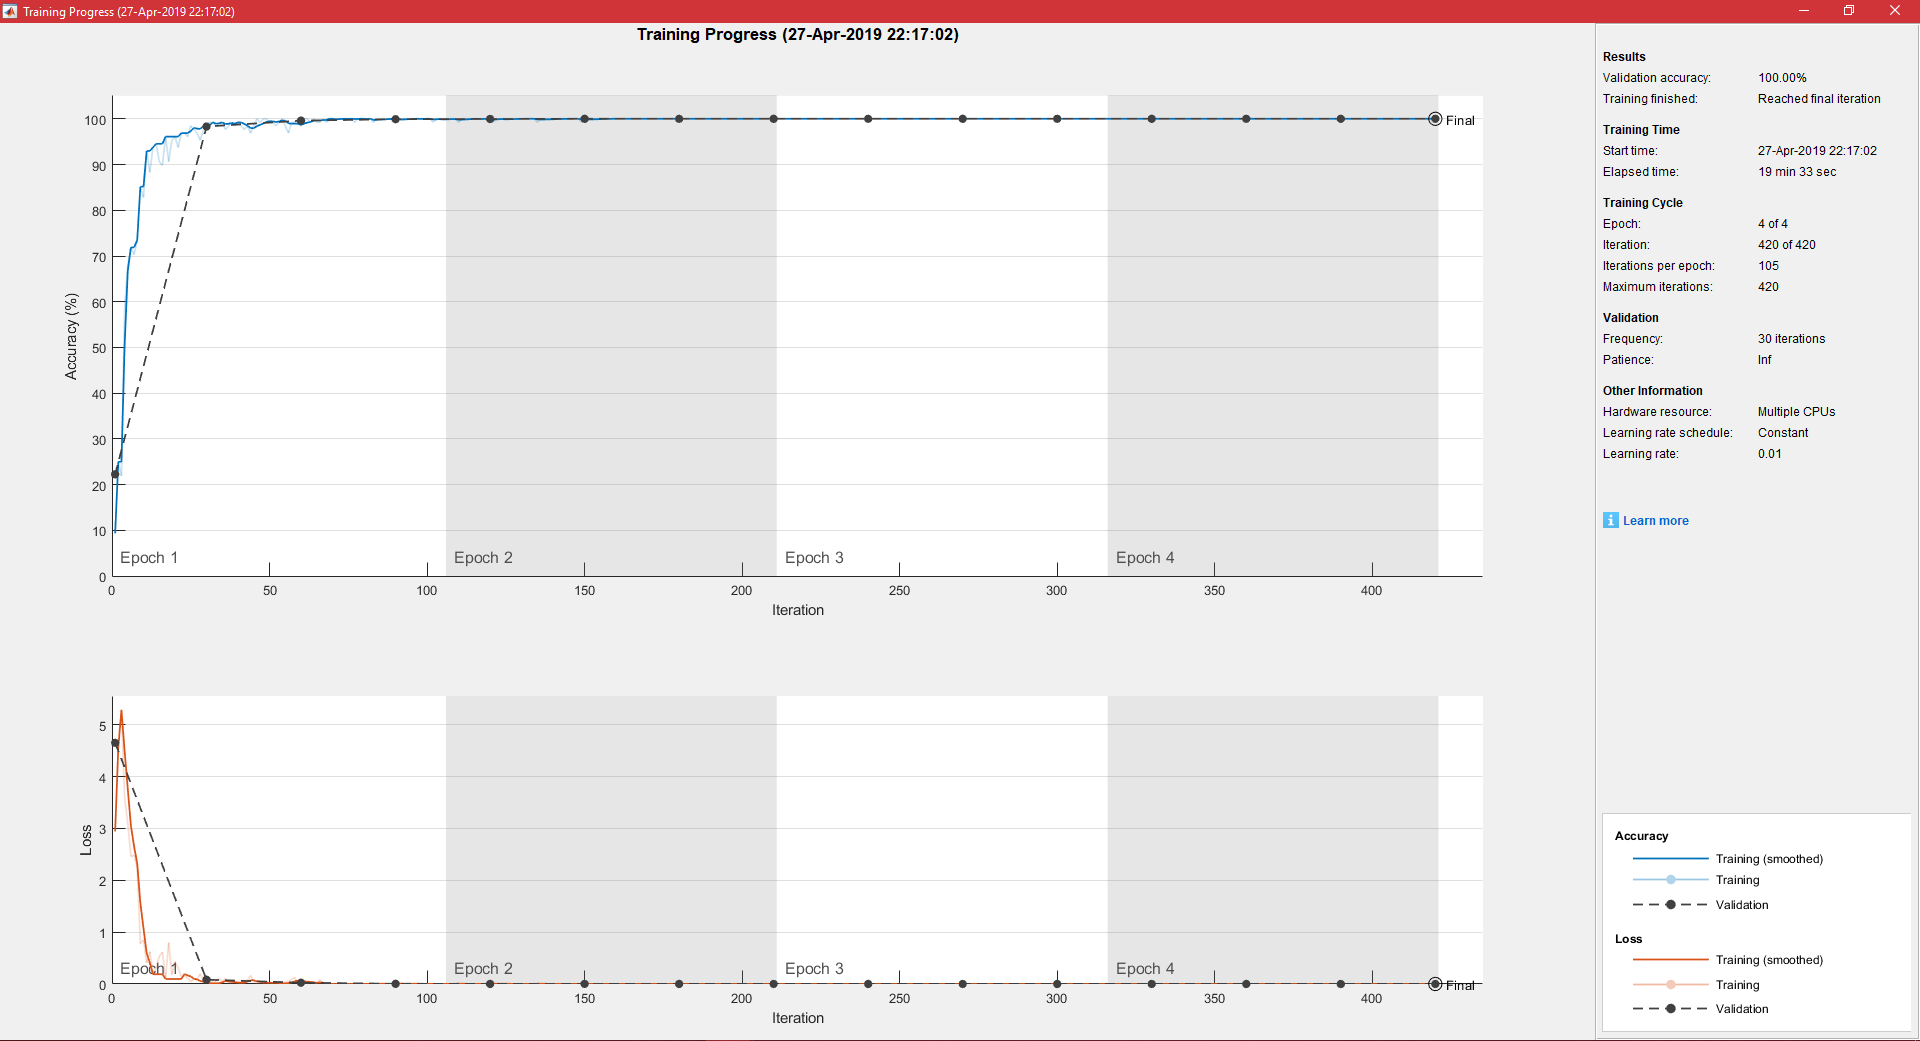 Training Progress (27-Apr-2019 22:17:02)
Training Progress (27-Apr-2019 22:17:02)
100
90
80
70
60
50
40
30
20
10
0
Accuracy (%)
Epoch 1
Epoch 2
Epoch 3
Epoch 4
Final
0 50 100 150 200 250 300 350 400
Iteration
5
4
3
2
1
0
Loss
Epoch 1
Epoch 2
Epoch 3
Epoch 4
Final
0 50 100 150 200 250 300 350 400
Iteration
Results
Validation accuracy: 100.00%
Training finished: Reached final iteration
Training Time
Start time: 27-Apr-2019 22:17:02
Elapsed time: 19 min 33 sec
Training Cycle
Epoch: 4 of 4
Iteration: 420 of 420
Iterations per epoch: 105
Maximum iterations: 420
Validation
Frequency: 30 iterations
Patience: Inf
Other Information
Hardware resource: Multiple CPUs
Learning rate schedule: Constant
Learning rate: 0.01
i Learn more
Accuracy
Training (smoothed)
Training
Validation
Loss
Training (smoothed)
Training
Validation